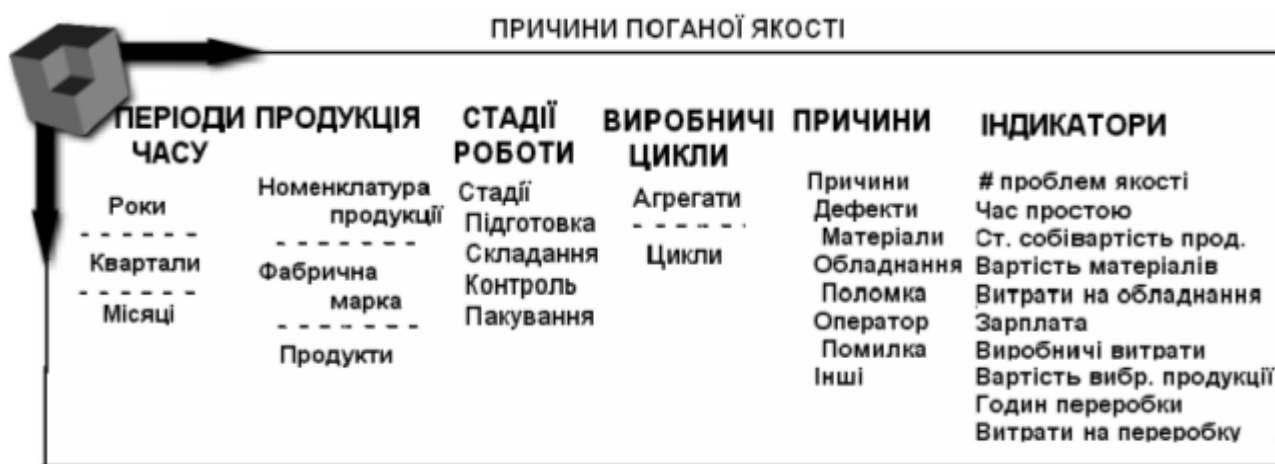 ПРИЧИНИ ПОГАНОЇ ЯКОСТІ
ПЕРІОДИ
ЧАСУ
Роки
Квартали
Місяці
ПРОДУКЦІЯ
Номенклатура
продукції
Фабрична
марка
Продукти
СТАДІЇ
РОБОТИ
Стадії
Підготовка
Складання
Контроль
Пакування
ВИРОБНИЧІ
ЦИКЛИ
Агрегати
Цикли
ПРИЧИНИ
Причини
Дефекти
Матеріали
Обладнання
Поломка
Оператор
Помилка
Інші
ІНДИКАТОРИ
# проблем якості
Час простою
Ст. собівартість прод.
Вартість матеріалів
Витрати на обладнання
Зарплата
Виробничі витрати
Вартість вибр. продукції
Годин переробки
Витрати на переробку